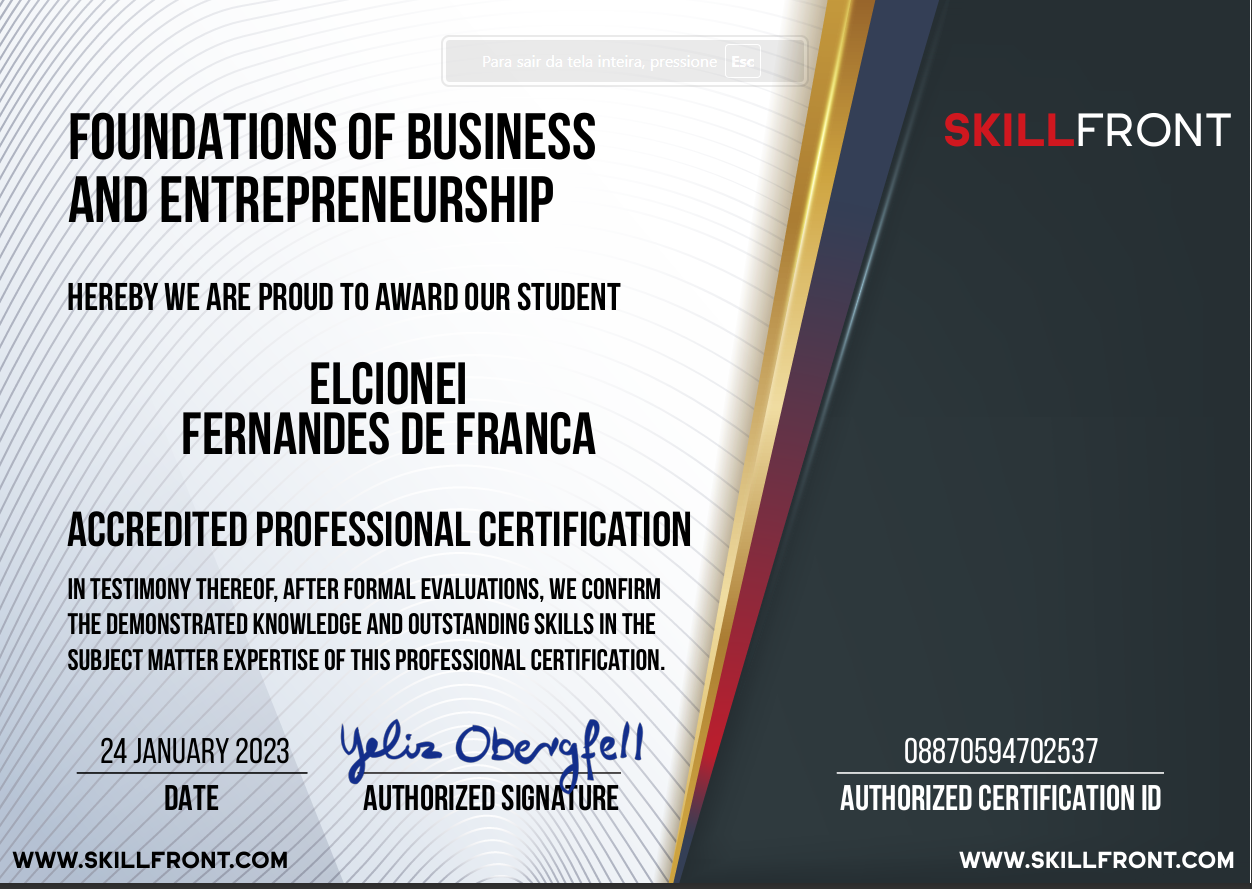 Para sair da tela inteira, pressione Esc
SKILLFRONT
FOUNDATIONS OF BUSINESS
AND ENTREPRENEURSHIP
HEREBY WE ARE PROUD TO AWARD OUR STUDENT
ELCIONEI
FERNANDES DE FRANCA
ACCREDITED PROFESSIONAL CERTIFICATION
IN TESTIMONY THEREOF, AFTER FORMAL EVALUATIONS, WE CONFIRM
THE DEMONSTRATED KNOWLEDGE AND OUTSTANDING SKILLS IN THE
SUBJECT MATTER EXPERTISE OF THIS PROFESSIONAL CERTIFICATION.
24 JANUARY 2023
DATE
Yeliz Obergfell
AUTHORIZED SIGNATURE
08870594702537
AUTHORIZED CERTIFICATION ID
WWW.SKILLFRONT.COM
WWW.SKILLFRONT.COM